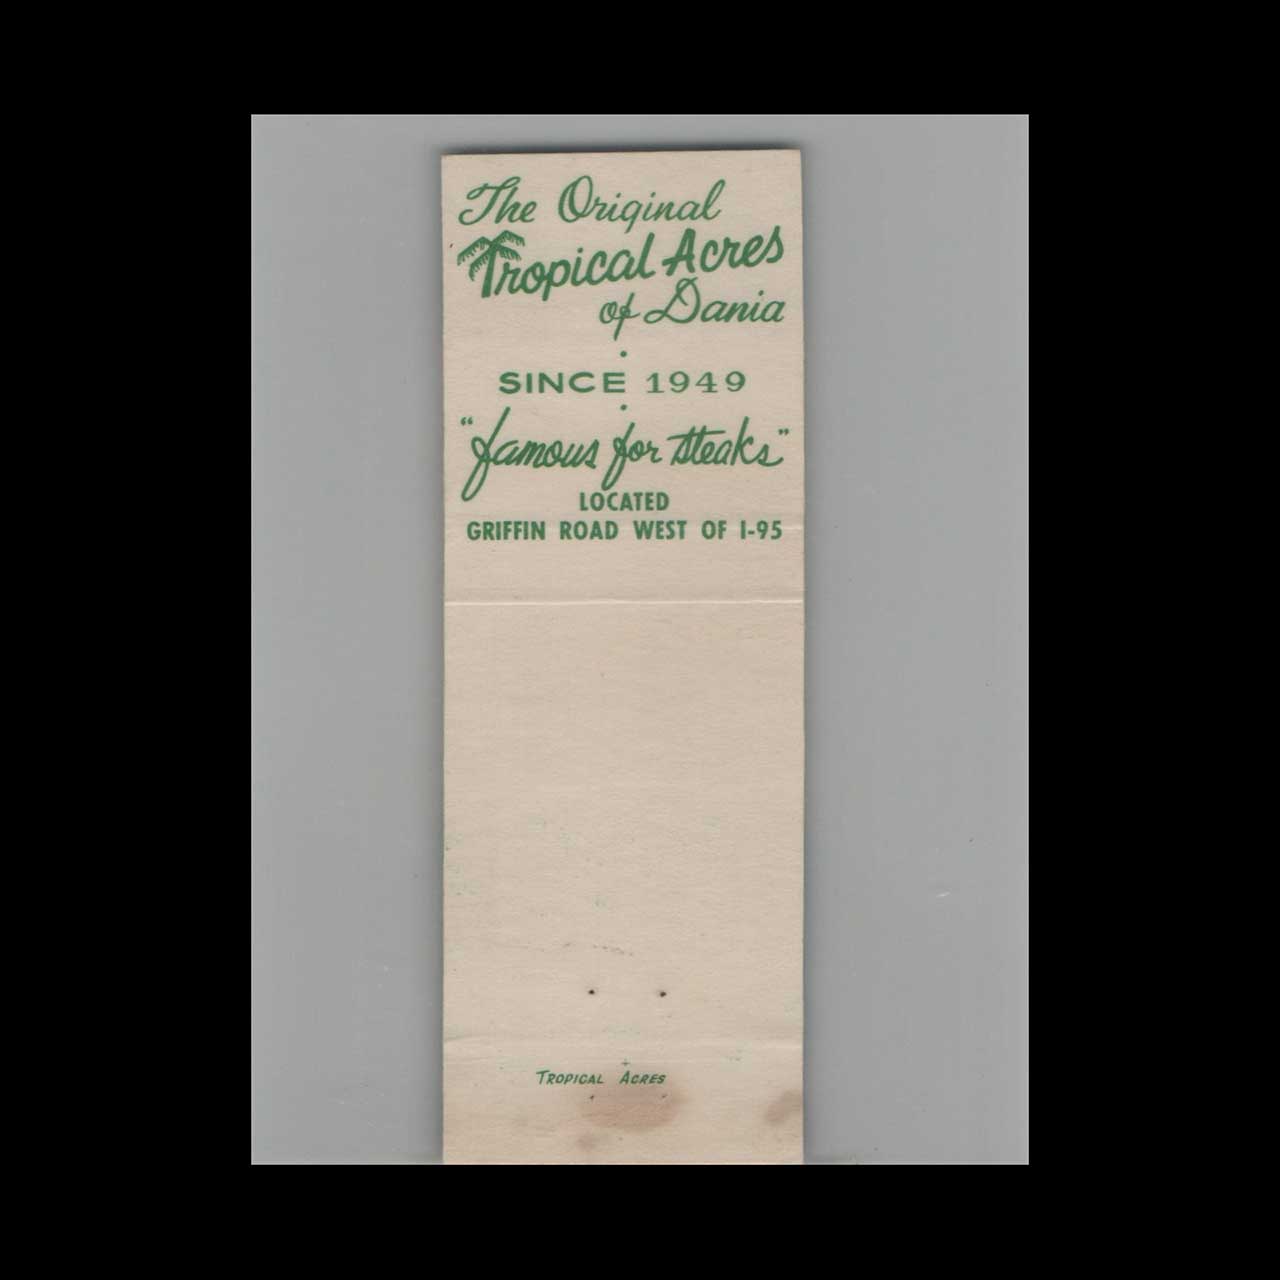 The Original
Tropical Acres
of Dania
SINCE 1949
"famous for steaks"
LOCATED
GRIFFIN ROAD WEST OF I-95
TROPICAL ACRES